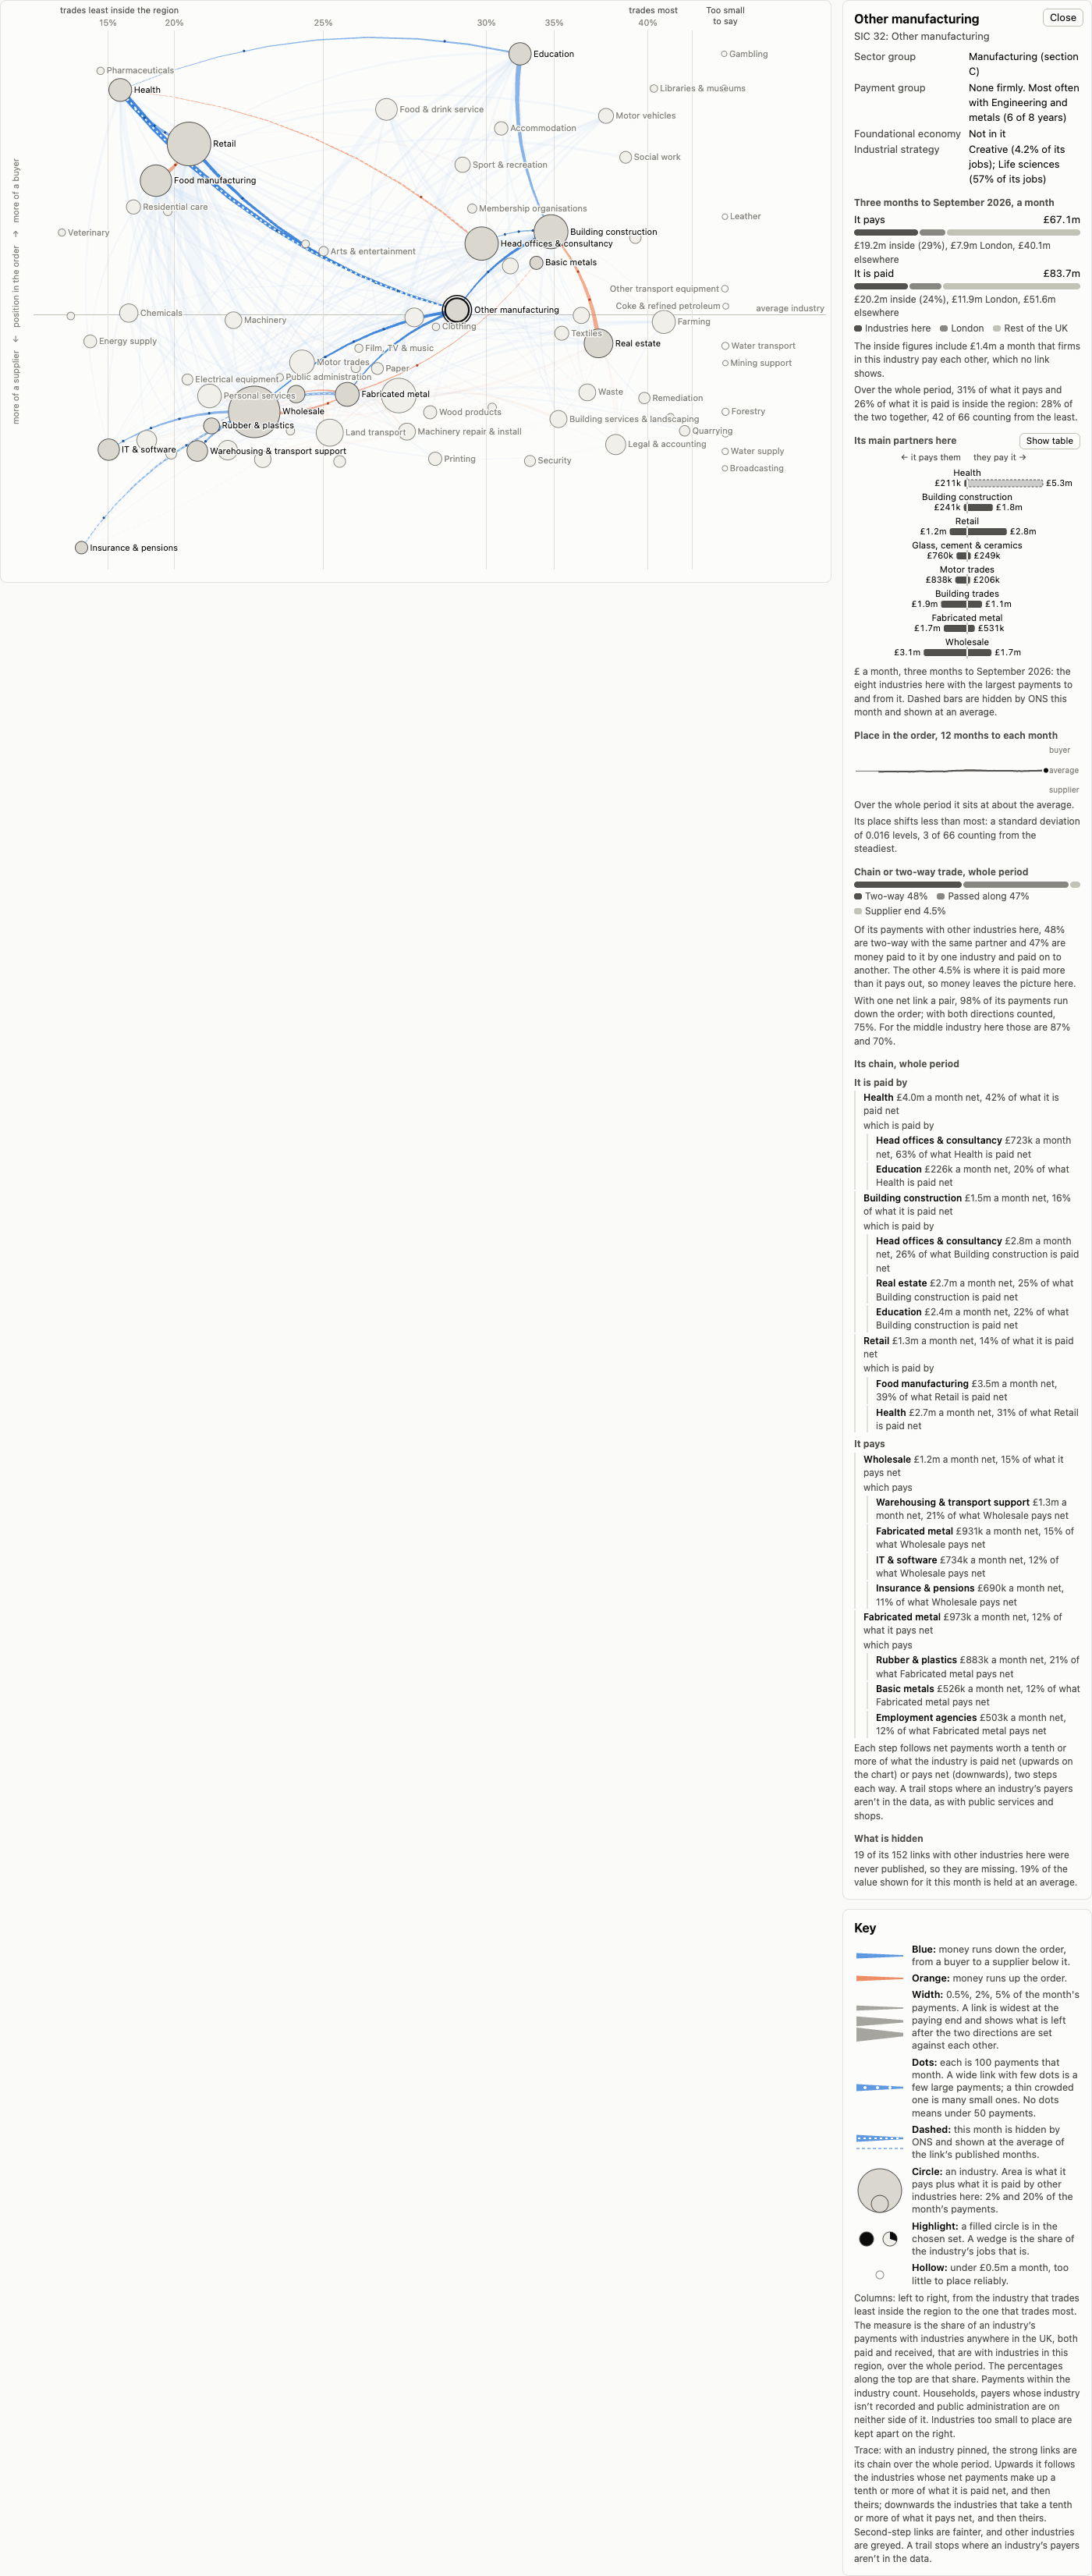 trades least inside the region
trades most
Too small
to say
15%
20%
25%
30%
35%
40%
more of a supplier ← position in the order → more of a buyer
Education
Gambling
Pharmaceuticals
Health
Libraries & museums
Food & drink service
Motor vehicles
Accommodation
Retail
Social work
Sport & recreation
Food manufacturing
Residential care
Membership organisations
Leather
Veterinary
Building construction
Head offices & consultancy
Arts & entertainment
Basic metals
Other transport equipment
Coke & refined petroleum
average industry
Other manufacturing
Chemicals
Machinery
Clothing
Farming
Textiles
Energy supply
Real estate
Water transport
Film, TV & music
Motor trades
Paper
Mining support
Electrical equipment
Public administration
Personal services
Fabricated metal
Waste
Remediation
Wholesale
Wood products
Forestry
Rubber & plastics
Building services & landscaping
Land transport
Machinery repair & install
Quarrying
IT & software
Warehousing & transport support
Legal & accounting
Water supply
Printing
Security
Broadcasting
Insurance & pensions
Other manufacturing
Close
SIC 32: Other manufacturing
Sector group
Manufacturing (section
C)
Payment group
None firmly. Most often
with Engineering and
metals (6 of 8 years)
Foundational economy
Not in it
Industrial strategy
Creative (4.2% of its
jobs); Life sciences
(57% of its jobs)
Three months to September 2026, a month
It pays
£67.1m
£19.2m inside (29%), £7.9m London, £40.1m
elsewhere
It is paid
£83.7m
£20.2m inside (24%), £11.9m London, £51.6m
elsewhere
Industries here London Rest of the UK
The inside figures include £1.4m a month that firms
in this industry pay each other, which no link
shows.
Over the whole period, 31% of what it pays and
26% of what it is paid is inside the region: 28% of
the two together, 42 of 66 counting from the least.
Its main partners here
Show table
← it pays them they pay it →
Health
£211k £5.3m
Building construction
£241k £1.8m
Retail
£1.2m £2.8m
Glass, cement & ceramics
£760k £249k
Motor trades
£838k £206k
Building trades
£1.9m £1.1m
Fabricated metal
£1.7m £531k
Wholesale
£3.1m £1.7m
£ a month, three months to September 2026: the
eight industries here with the largest payments to
and from it. Dashed bars are hidden by ONS this
month and shown at an average.
Place in the order, 12 months to each month
buyer
average
supplier
Over the whole period it sits at about the average.
Its place shifts less than most: a standard deviation
of 0.016 levels, 3 of 66 counting from the
steadiest.
Chain or two-way trade, whole period
Two-way 48% Passed along 47%
Supplier end 4.5%
Of its payments with other industries here, 48%
are two-way with the same partner and 47% are
money paid to it by one industry and paid on to
another. The other 4.5% is where it is paid more
than it pays out, so money leaves the picture here.
With one net link a pair, 98% of its payments run
down the order; with both directions counted,
75%. For the middle industry here those are 87%
and 70%.
Its chain, whole period
It is paid by
Health £4.0m a month net, 42% of what it is
paid net
which is paid by
Head offices & consultancy £723k a month
net, 63% of what Health is paid net
Education £226k a month net, 20% of what
Health is paid net
Building construction £1.5m a month net, 16%
of what it is paid net
which is paid by
Head offices & consultancy £2.8m a month
net, 26% of what Building construction is paid
net
Real estate £2.7m a month net, 25% of what
Building construction is paid net
Education £2.4m a month net, 22% of what
Building construction is paid net
Retail £1.3m a month net, 14% of what it is paid
net
which is paid by
Food manufacturing £3.5m a month net,
39% of what Retail is paid net
Health £2.7m a month net, 31% of what Retail
is paid net
It pays
Wholesale £1.2m a month net, 15% of what it
pays net
which pays
Warehousing & transport support £1.3m a
month net, 21% of what Wholesale pays net
Fabricated metal £931k a month net, 15% of
what Wholesale pays net
IT & software £734k a month net, 12% of
what Wholesale pays net
Insurance & pensions £690k a month net,
11% of what Wholesale pays net
Fabricated metal £973k a month net, 12% of
what it pays net
which pays
Rubber & plastics £883k a month net, 21% of
what Fabricated metal pays net
Basic metals £526k a month net, 12% of what
Fabricated metal pays net
Employment agencies £503k a month net,
12% of what Fabricated metal pays net
Each step follows net payments worth a tenth or
more of what the industry is paid net (upwards on
the chart) or pays net (downwards), two steps
each way. A trail stops where an industry's payers
aren't in the data, as with public services and
shops.
What is hidden
19 of its 152 links with other industries here were
never published, so they are missing. 19% of the
value shown for it this month is held at an average.
Key
Blue: money runs down the order,
from a buyer to a supplier below it.
Orange: money runs up the order.
Width: 0.5%, 2%, 5% of the month's
payments. A link is widest at the
paying end and shows what is left
after the two directions are set
against each other.
Dots: each is 100 payments that
month. A wide link with few dots is a
few large payments; a thin crowded
one is many small ones. No dots
means under 50 payments.
Dashed: this month is hidden by
ONS and shown at the average of
the link's published months.
Circle: an industry. Area is what it
pays plus what it is paid by other
industries here: 2% and 20% of the
month's payments.
Highlight: a filled circle is in the
chosen set. A wedge is the share of
the industry's jobs that is.
Hollow: under £0.5m a month, too
little to place reliably.
Columns: left to right, from the industry that trades
least inside the region to the one that trades most.
The measure is the share of an industry's
payments with industries anywhere in the UK, both
paid and received, that are with industries in this
region, over the whole period. The percentages
along the top are that share. Payments within the
industry count. Households, payers whose industry
isn't recorded and public administration are on
neither side of it. Industries too small to place are
kept apart on the right.
Trace: with an industry pinned, the strong links are
its chain over the whole period. Upwards it follows
the industries whose net payments make up a
tenth or more of what it is paid net, and then
theirs; downwards the industries that take a tenth
or more of what it pays net, and then theirs.
Second-step links are fainter, and other industries
are greyed. A trail stops where an industry's payers
aren't in the data.